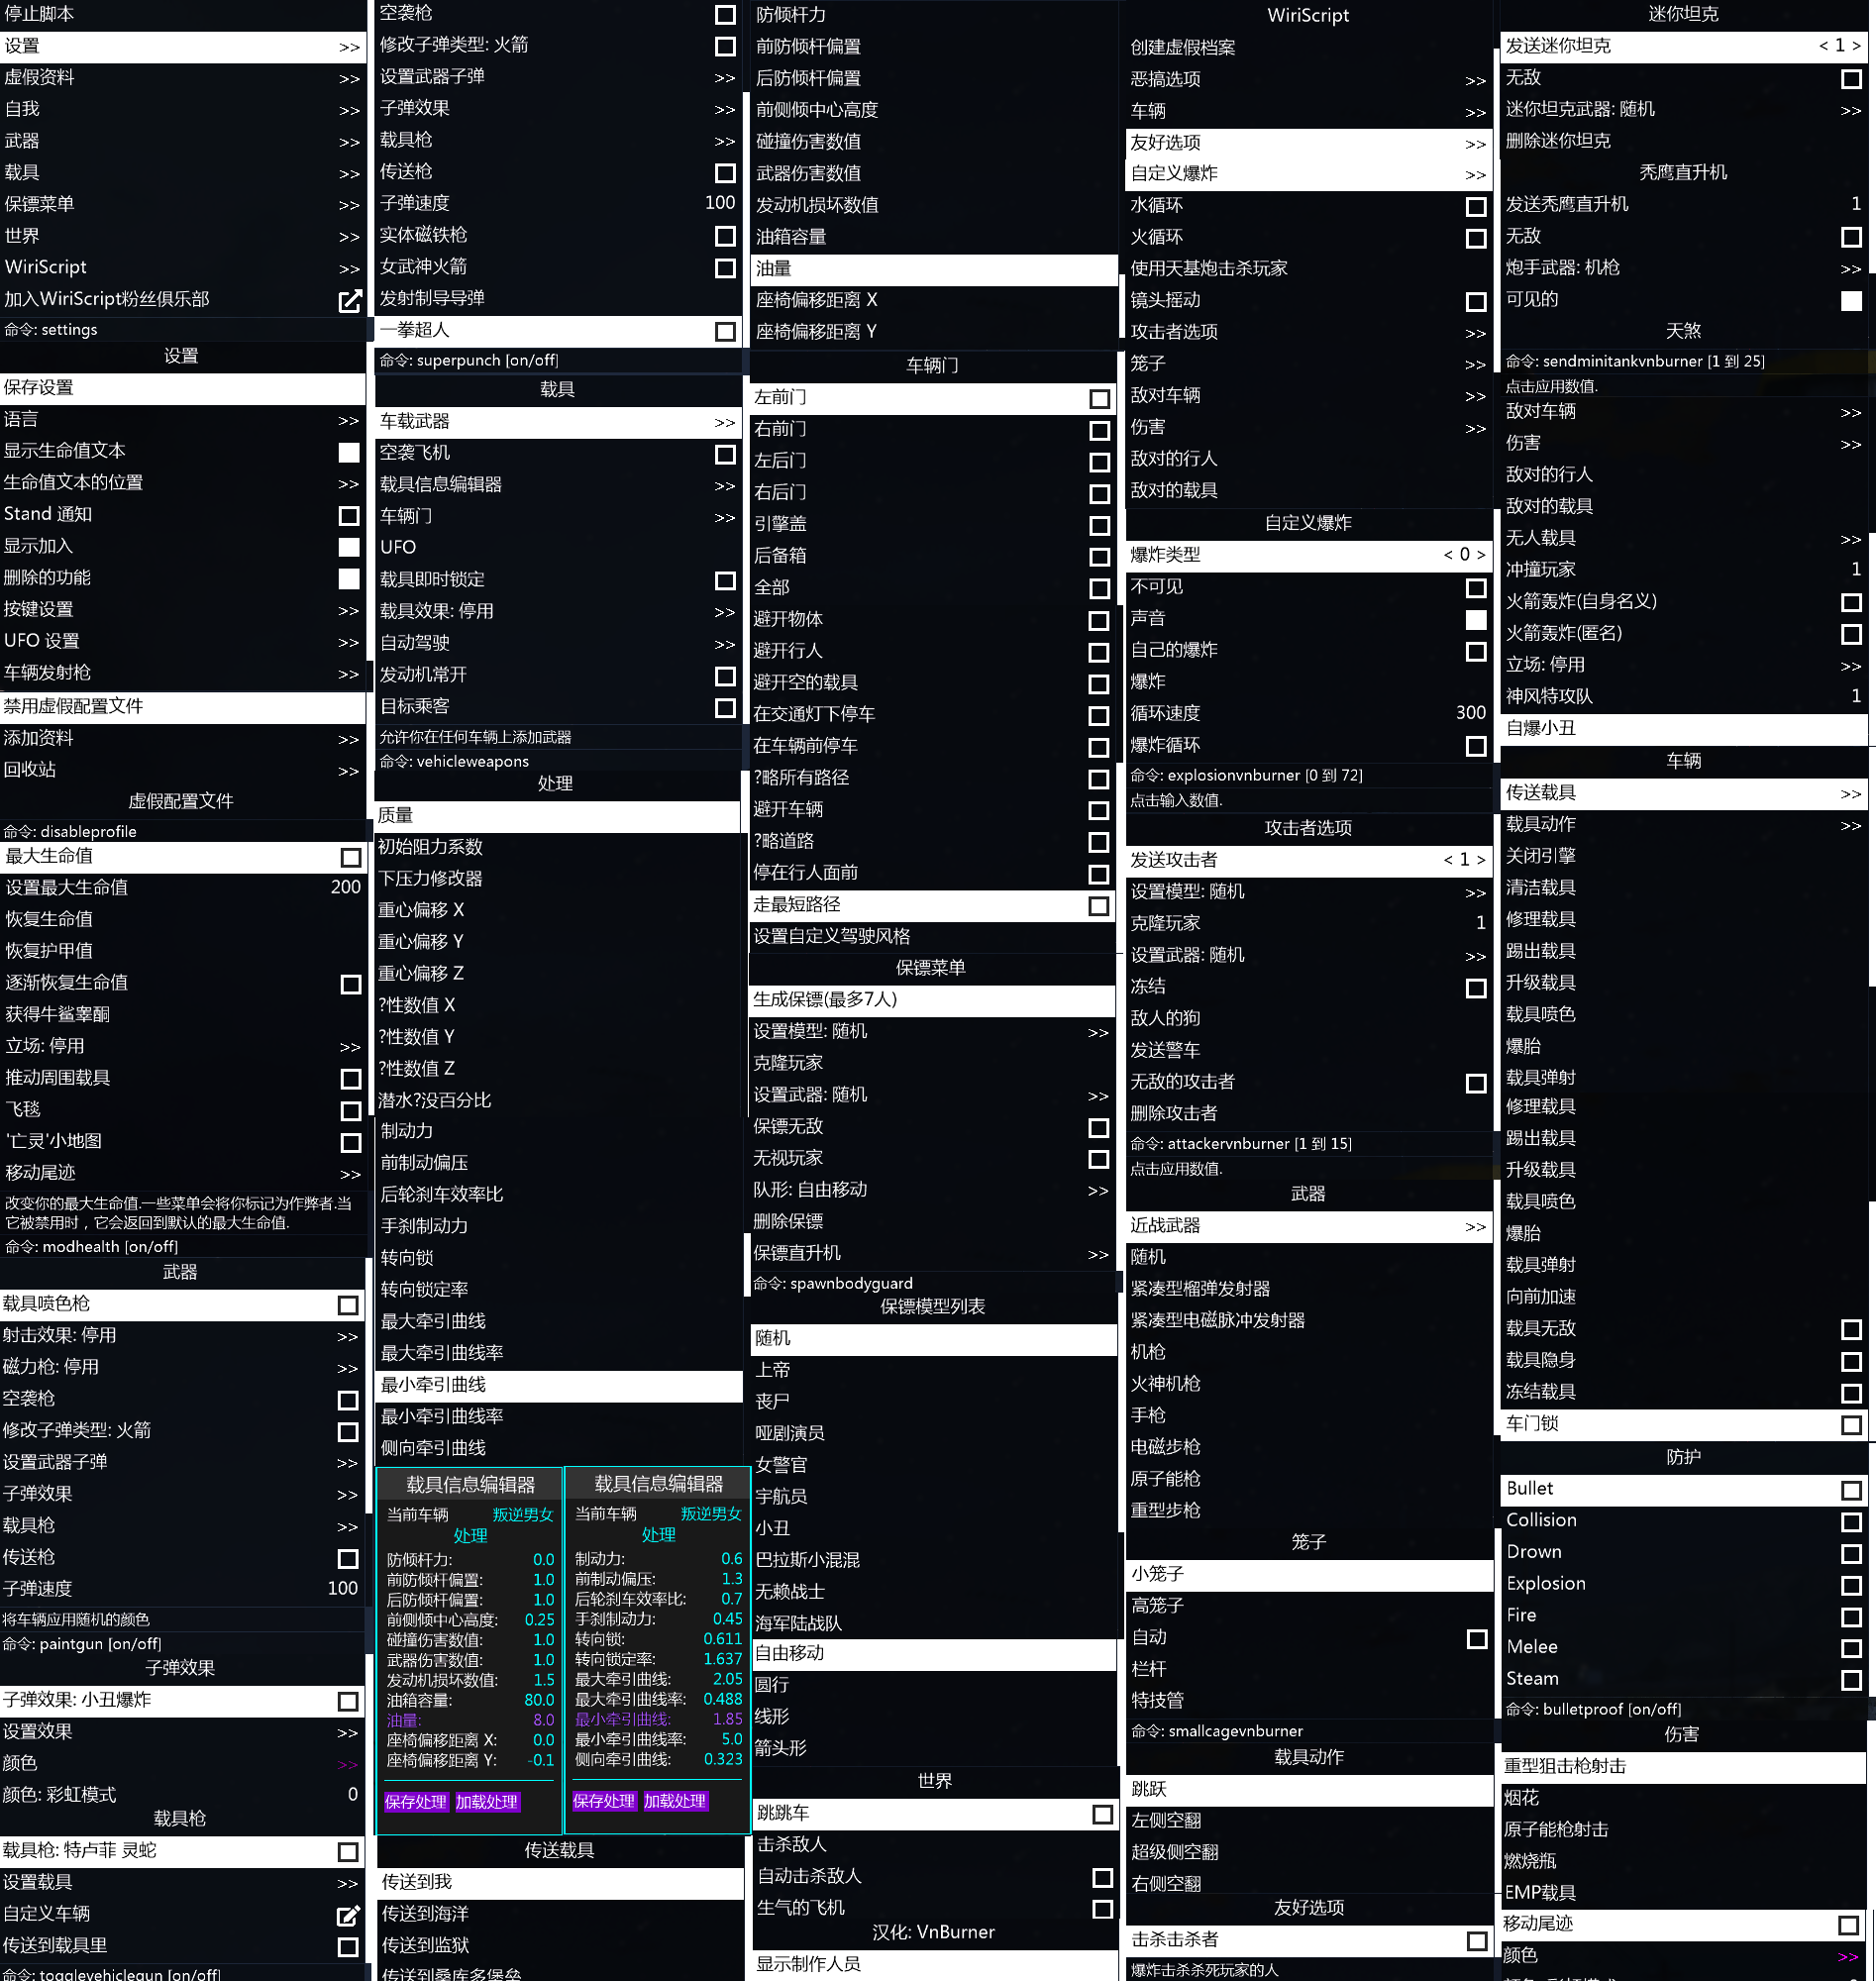 停止脚本
设置 >>
虚假资料 >>
自我 >>
武器 >>
载具 >>
保镖菜单 >>
世界 >>
WiriScript >>
加入WiriScript粉丝俱乐部
命令: settings
设置
保存设置
语言 >>
显示生命值文本
生命值文本的位置 >>
Stand 通知
显示加入
删除的功能
按键设置 >>
UFO 设置 >>
车辆发射枪 >>
禁用虚假配置文件
添加资料 >>
回收站 >>
虚假配置文件
命令: disableprofile
最大生命值
设置最大生命值 200
恢复生命值
恢复护甲值
逐渐恢复生命值
获得牛鲨睾酮
立场: 停用 >>
推动周围载具
飞毯
'亡灵'小地图
移动尾迹 >>
改变你的最大生命值.一些菜单会将你标记为作弊者.当
它被禁用时，它会返回到默认的最大生命值.
命令: modhealth [on/off]
武器
载具喷色枪
射击效果: 停用 >>
磁力枪: 停用 >>
空袭枪
修改子弹类型: 火箭
设置武器子弹 >>
子弹效果 >>
载具枪 >>
传送枪
子弹速度 100
将车辆应用随机的颜色
命令: paintgun [on/off]
子弹效果
子弹效果: 小丑爆炸
设置效果 >>
颜色 >>
颜色: 彩虹模式 0
载具枪
载具枪: 特卢菲 灵蛇
设置载具 >>
自定义车辆
传送到载具里
命令: togglevehiclegun [on/off]
空袭枪
修改子弹类型: 火箭
设置武器子弹 >>
子弹效果 >>
载具枪 >>
传送枪
子弹速度 100
实体磁铁枪
女武神火箭
发射制导导弹
一拳超人
命令: superpunch [on/off]
载具
车载武器 >>
空袭飞机
载具信息编辑器 >>
车辆门 >>
UFO
载具即时锁定
载具效果: 停用 >>
自动驾驶 >>
发动机常开
目标乘客
允许你在任何车辆上添加武器
命令: vehicleweapons
处理
质量
初始阻力系数
下压力修改器
重心偏移 X
重心偏移 Y
重心偏移 Z
?性数值 X
?性数值 Y
?性数值 Z
潜水?没百分比
制动力
前制动偏压
后轮刹车效率比
手刹制动力
转向锁
转向锁定率
最大牵引曲线
最大牵引曲线率
最小牵引曲线
最小牵引曲线率
侧向牵引曲线
载具信息编辑器
当前车辆 叛逆男女
处理
防倾杆力: 0.0
前防倾杆偏置: 1.0
后防倾杆偏置: 1.0
前侧倾中心高度: 0.25
碰撞伤害数值: 1.0
武器伤害数值: 1.0
发动机损坏数值: 1.5
油箱容量: 80.0
油量: 8.0
座椅偏移距离 X: 0.0
座椅偏移距离 Y: -0.1
保存处理 加载处理
载具信息编辑器
当前车辆 叛逆男女
处理
制动力: 0.6
前制动偏压: 1.3
后轮刹车效率比: 0.7
手刹制动力: 0.45
转向锁: 0.611
转向锁定率: 1.637
最大牵引曲线: 2.05
最大牵引曲线率: 0.488
最小牵引曲线: 1.85
最小牵引曲线率: 5.0
侧向牵引曲线: 0.323
保存处理 加载处理
传送载具
传送到我
传送到海洋
传送到监狱
传送到桑库多堡垒
防倾杆力
前防倾杆偏置
后防倾杆偏置
前侧倾中心高度
碰撞伤害数值
武器伤害数值
发动机损坏数值
油箱容量
油量
座椅偏移距离 X
座椅偏移距离 Y
车辆门
左前门
右前门
左后门
右后门
引擎盖
后备箱
全部
避开物体
避开行人
避开空的载具
在交通灯下停车
在车辆前停车
?略所有路径
避开车辆
?略道路
停在行人面前
走最短路径
设置自定义驾驶风格
保镖菜单
生成保镖(最多7人)
设置模型: 随机 >>
克隆玩家
设置武器: 随机 >>
保镖无敌
无视玩家
队形: 自由移动 >>
删除保镖
保镖直升机 >>
命令: spawnbodyguard
保镖模型列表
随机
上帝
丧尸
哑剧演员
女警官
宇航员
小丑
巴拉斯小混混
无赖战士
海军陆战队
自由移动
圆行
线形
箭头形
世界
跳跳车
击杀敌人
自动击杀敌人
生气的飞机
汉化: VnBurner
显示制作人员
WiriScript
创建虚假档案
恶搞选项 >>
车辆 >>
友好选项 >>
自定义爆炸 >>
水循环
火循环
使用天基炮击杀玩家
镜头摇动
攻击者选项 >>
笼子 >>
敌对车辆 >>
伤害 >>
敌对的行人
敌对的载具
自定义爆炸
爆炸类型 < 0 >
不可见
声音
自己的爆炸
爆炸
循环速度 300
爆炸循环
命令: explosionvnburner [0 到 72]
点击输入数值.
攻击者选项
发送攻击者 < 1 >
设置模型: 随机 >>
克隆玩家 1
设置武器: 随机 >>
冻结
敌人的狗
发送警车
无敌的攻击者
删除攻击者
命令: attackervnburner [1 到 15]
点击应用数值.
武器
近战武器 >>
随机
紧凑型榴弹发射器
紧凑型电磁脉冲发射器
机枪
火神机枪
手枪
电磁步枪
原子能枪
重型步枪
笼子
小笼子
高笼子
自动
栏杆
特技管
命令: smallcagevnburner
载具动作
跳跃
左侧空翻
超级侧空翻
右侧空翻
友好选项
击杀击杀者
爆炸击杀杀死玩家的人
迷你坦克
发送迷你坦克 < 1 >
无敌
迷你坦克武器: 随机 >>
删除迷你坦克
秃鹰直升机
发送秃鹰直升机 1
无敌
炮手武器: 机枪 >>
可见的
天煞
命令: sendminitankvnburner [1 到 25]
点击应用数值.
敌对车辆 >>
伤害 >>
敌对的行人
敌对的载具
无人载具 >>
冲撞玩家 1
火箭轰炸(自身名义)
火箭轰炸(匿名)
立场: 停用 >>
神风特攻队 1
自爆小丑
车辆
传送载具 >>
载具动作 >>
关闭引擎
清洁载具
修理载具
踢出载具
升级载具
载具喷色
爆胎
载具弹射
修理载具
踢出载具
升级载具
载具喷色
爆胎
载具弹射
向前加速
载具无敌
载具隐身
冻结载具
车门锁
防护
Bullet
Collision
Drown
Explosion
Fire
Melee
Steam
命令: bulletproof [on/off]
伤害
重型狙击枪射击
烟花
原子能枪射击
燃烧瓶
EMP载具
移动尾迹
颜色 >>